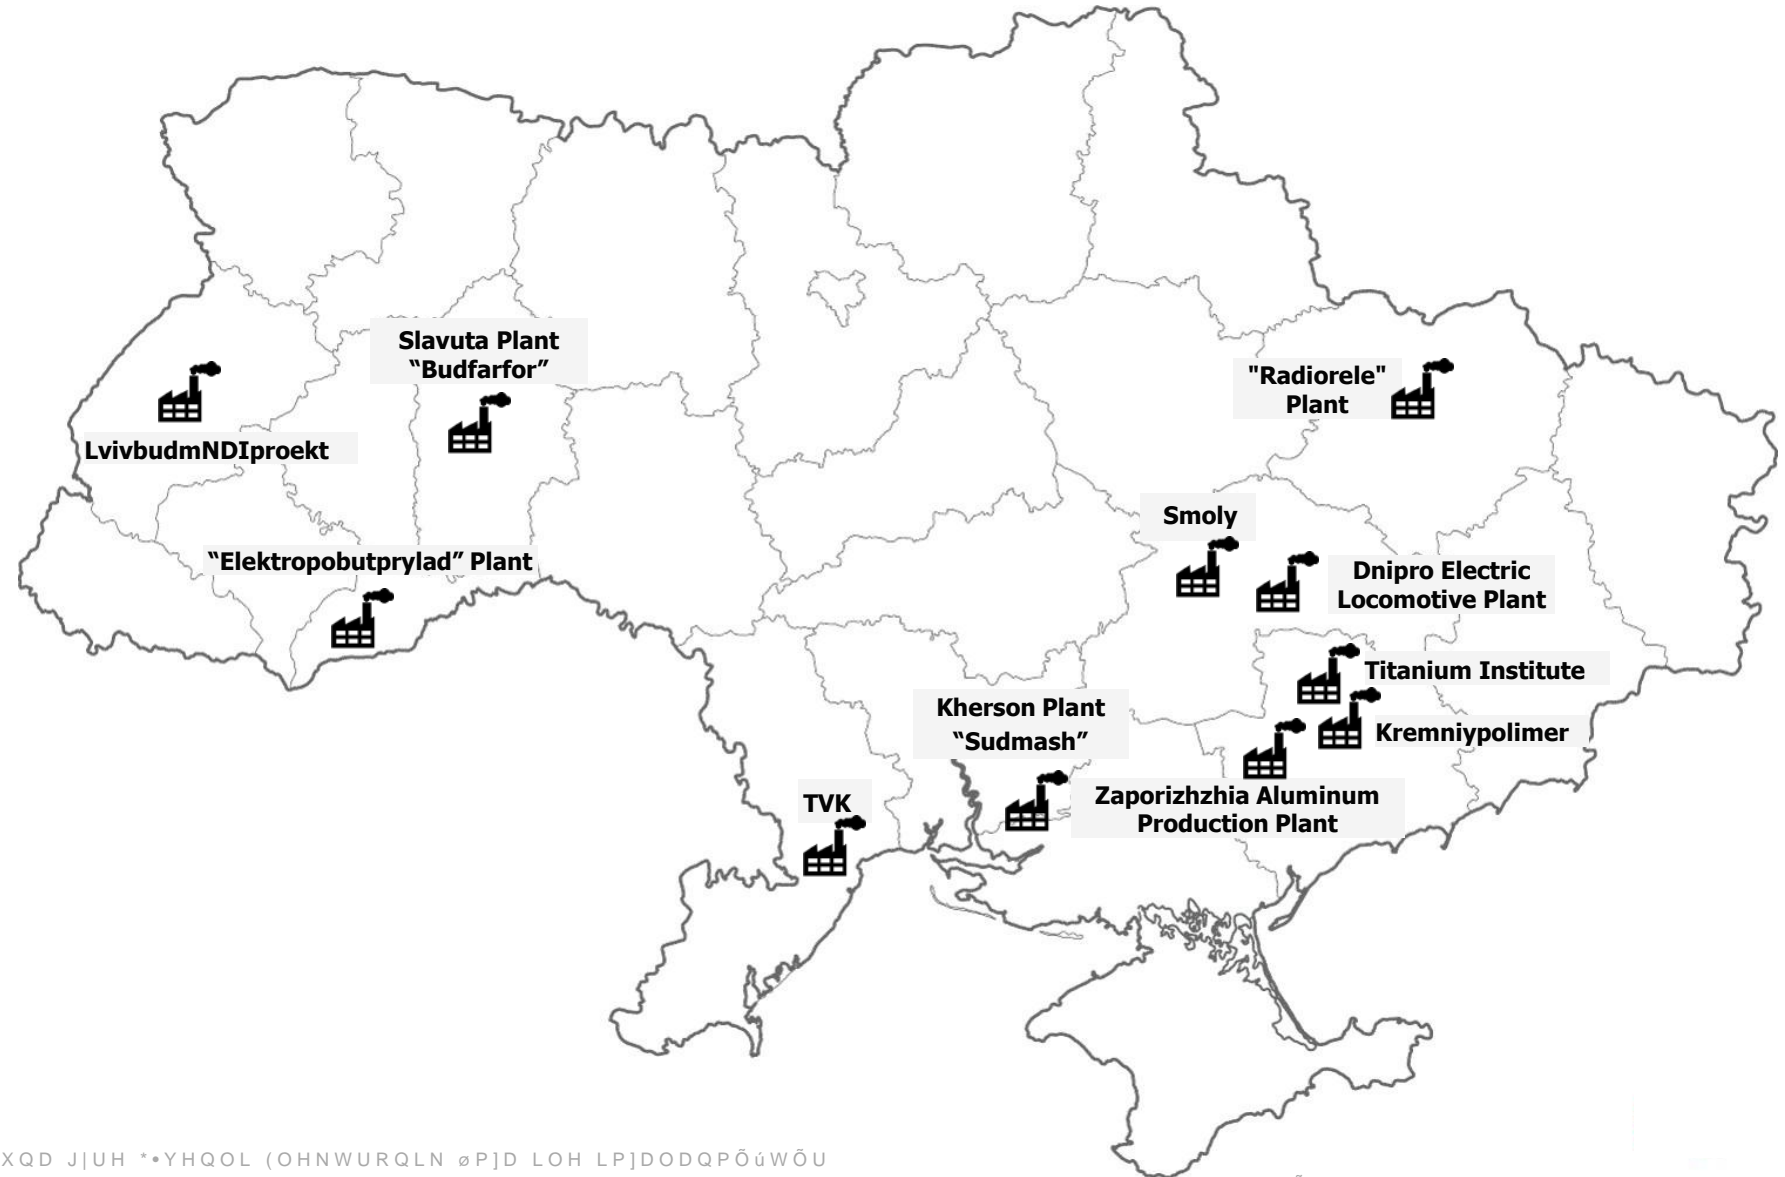 Slavuta Plant
“Budfarfor”
"Radiorele"
Plant
LvivbudmNDIproekt
Smoly
“Elektropobutprylad” Plant
Dnipro Electric
Locomotive Plant
Titanium Institute
Kherson Plant
“Sudmash”
Kremniypolimer
TVK
Zaporizhzhia Aluminum
Production Plant